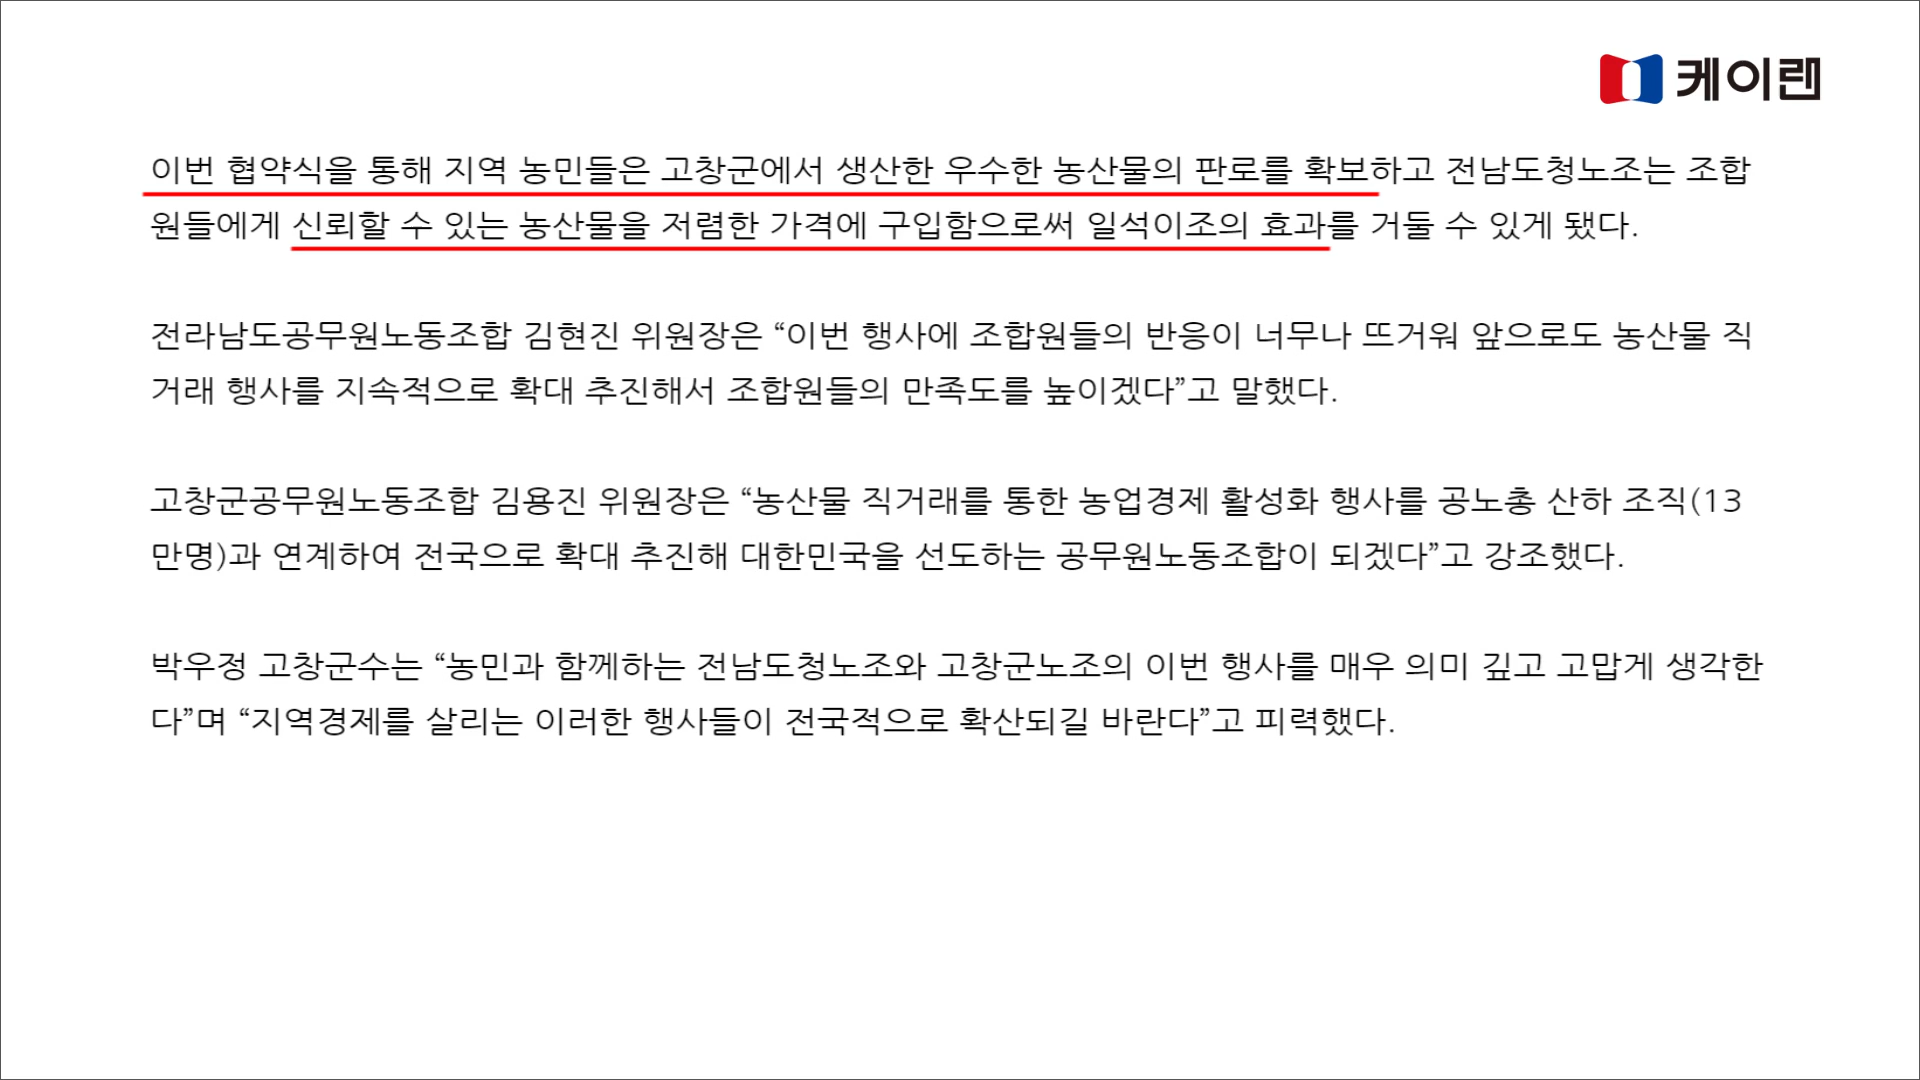 케이렌
이번 협약식을 통해 지역 농민들은 고창군에서 생산한 우수한 농산물의 판로를 확보하고 전남도청노조는 조합
원들에게 신뢰할 수 있는 농산물을 저렴한 가격에 구입함으로써 일석이조의 효과를 거둘 수 있게 됐다.
전라남도공무원노동조합 김현진 위원장은 “이번 행사에 조합원들의 반응이 너무나 뜨거워 앞으로도 농산물 직
거래 행사를 지속적으로 확대 추진해서 조합원들의 만족도를 높이겠다”고 말했다.
고창군공무원노동조합 김용진 위원장은 “농산물 직거래를 통한 농업경제 활성화 행사를 공노총 산하 조직(13
만명)과 연계하여 전국으로 확대 추진해 대한민국을 선도하는 공무원노동조합이 되겠다”고 강조했다.
박우정 고창군수는 “농민과 함께하는 전남도청노조와 고창군노조의 이번 행사를 매우 의미 깊고 고맙게 생각한
다”며 “지역경제를 살리는 이러한 행사들이 전국적으로 확산되길 바란다”고 피력했다.